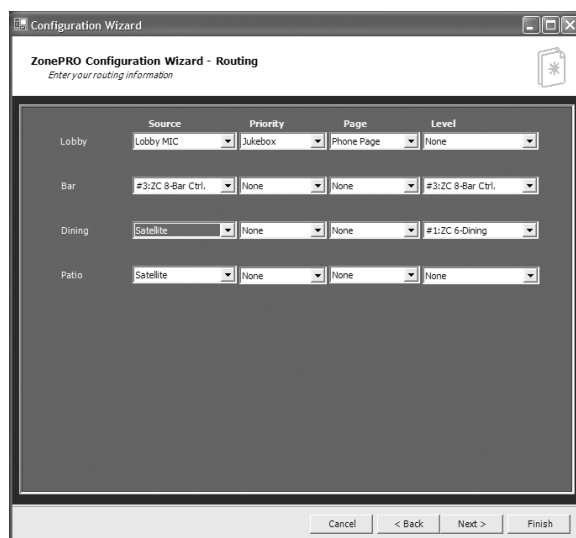 Configuration Wizard
ZonePRO Configuration Wizard - Routing
Enter your routing information
Source Priority Page Level
Lobby Lobby MIC Jukebox Phone Page None
Bar #3:ZC 8-Bar Ctrl. None None #3:ZC 8-Bar Ctrl.
Dining Satellite None None #1:ZC 6-Dining
Patio Satellite None None None
Cancel < Back Next > Finish